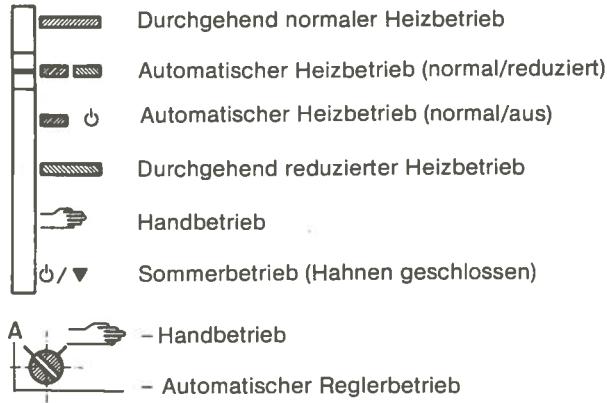 Durchgehend normaler Heizbetrieb
Automatischer Heizbetrieb (normal/reduziert)
Automatischer Heizbetrieb (normal/aus)
Durchgehend reduzierter Heizbetrieb
Handbetrieb
/ Sommerbetrieb (Hahnen geschlossen)
A – Handbetrieb
– Automatischer Reglerbetrieb